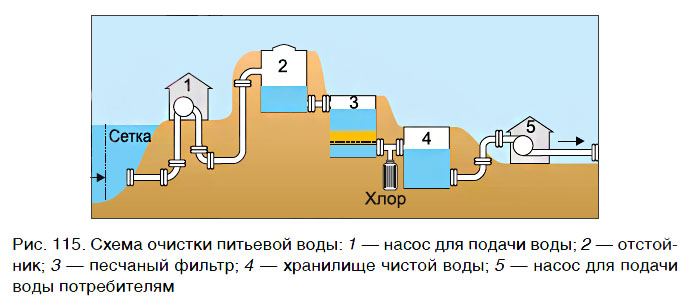 1
2
3
4
5
Сетка
Хлор
Рис. 115. Схема очистки питьевой воды: 1 — насос для подачи воды; 2 — отстой-
ник; 3 — песчаный фильтр; 4 — хранилище чистой воды; 5 — насос для подачи
воды потребителям